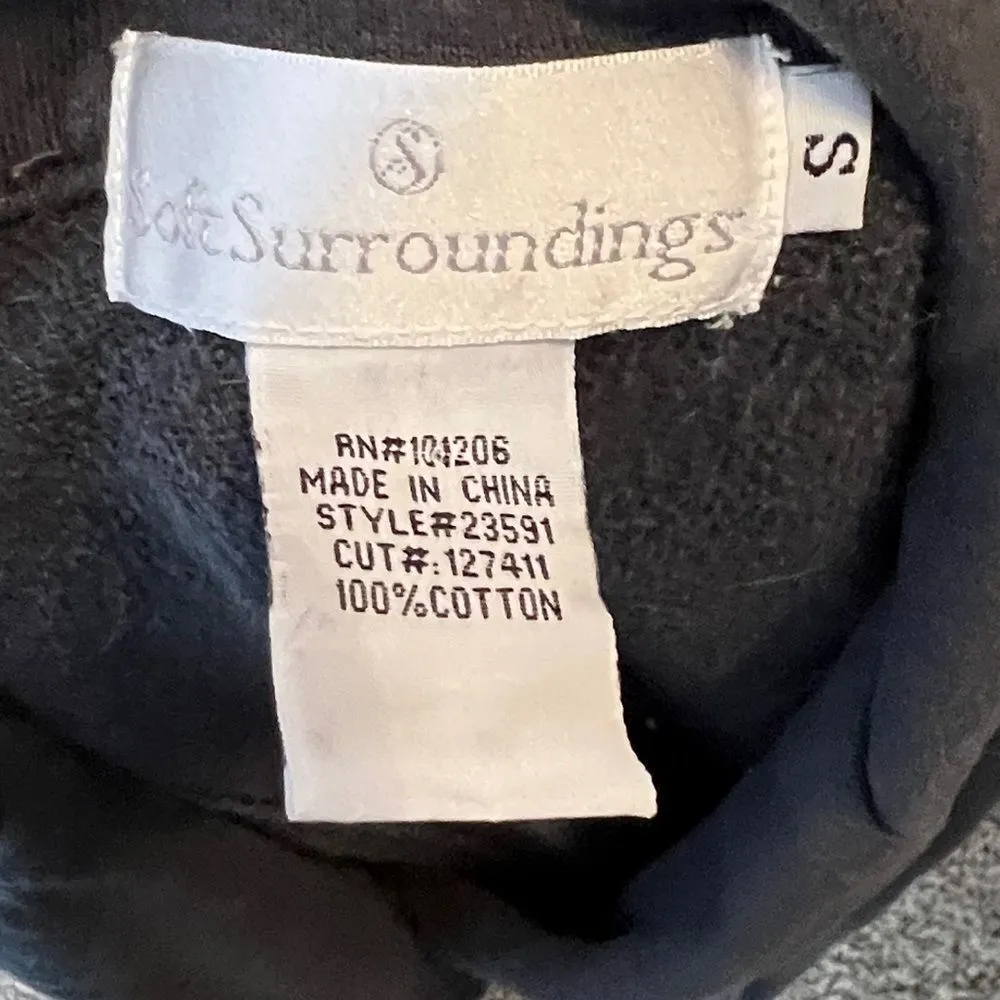 S
Soft Surroundings
S
RN#104206
MADE IN CHINA
STYLE#23591
CUT#:127411
100%COTTON